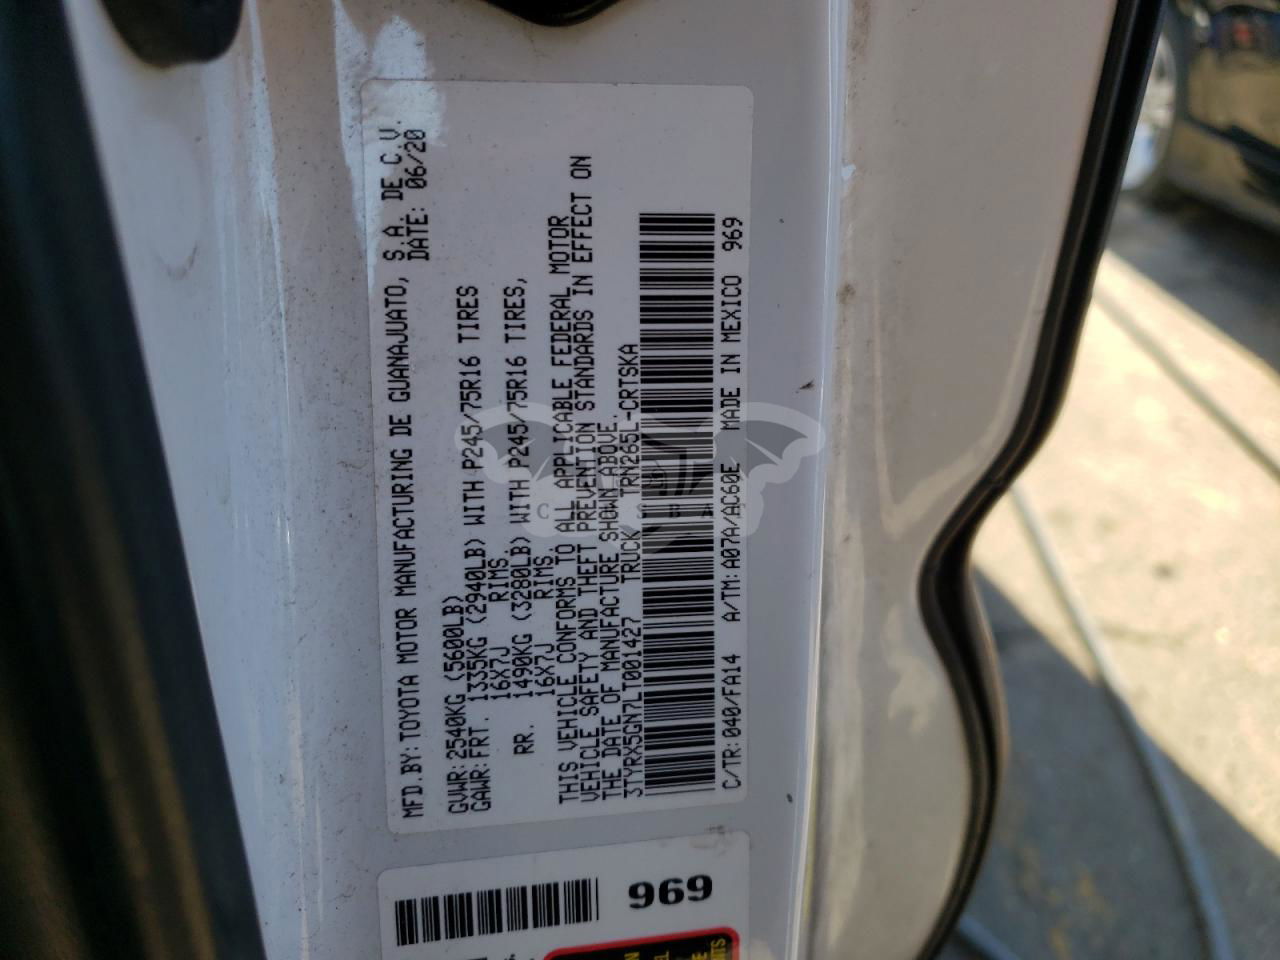 MFD.BY:TOYOTA MOTOR MANUFACTURING DE GUANAJUATO, S.A. DE C.V.
DATE: 06/20
GVWR:2540KG (5600LB)
GAWR:FRT. 1335KG (2940LB) WITH P245/75R16 TIRES
16X7J RIMS.
RR. 1490KG (3280LB) WITH P245/75R16 TIRES,
16X7J RIMS.
THIS VEHICLE CONFORMS TO ALL APPLICABLE FEDERAL MOTOR
VEHICLE SAFETY AND THEFT PREVENTION STANDARDS IN EFFECT ON
THE DATE OF MANUFACTURE SHOWN ABOVE.
3TYRX5GN7LT001427 TRUCK TRN265L-CRTSKA
C/TR:040/FA14 A/TM:A07A/AC60E MADE IN MEXICO 969
969